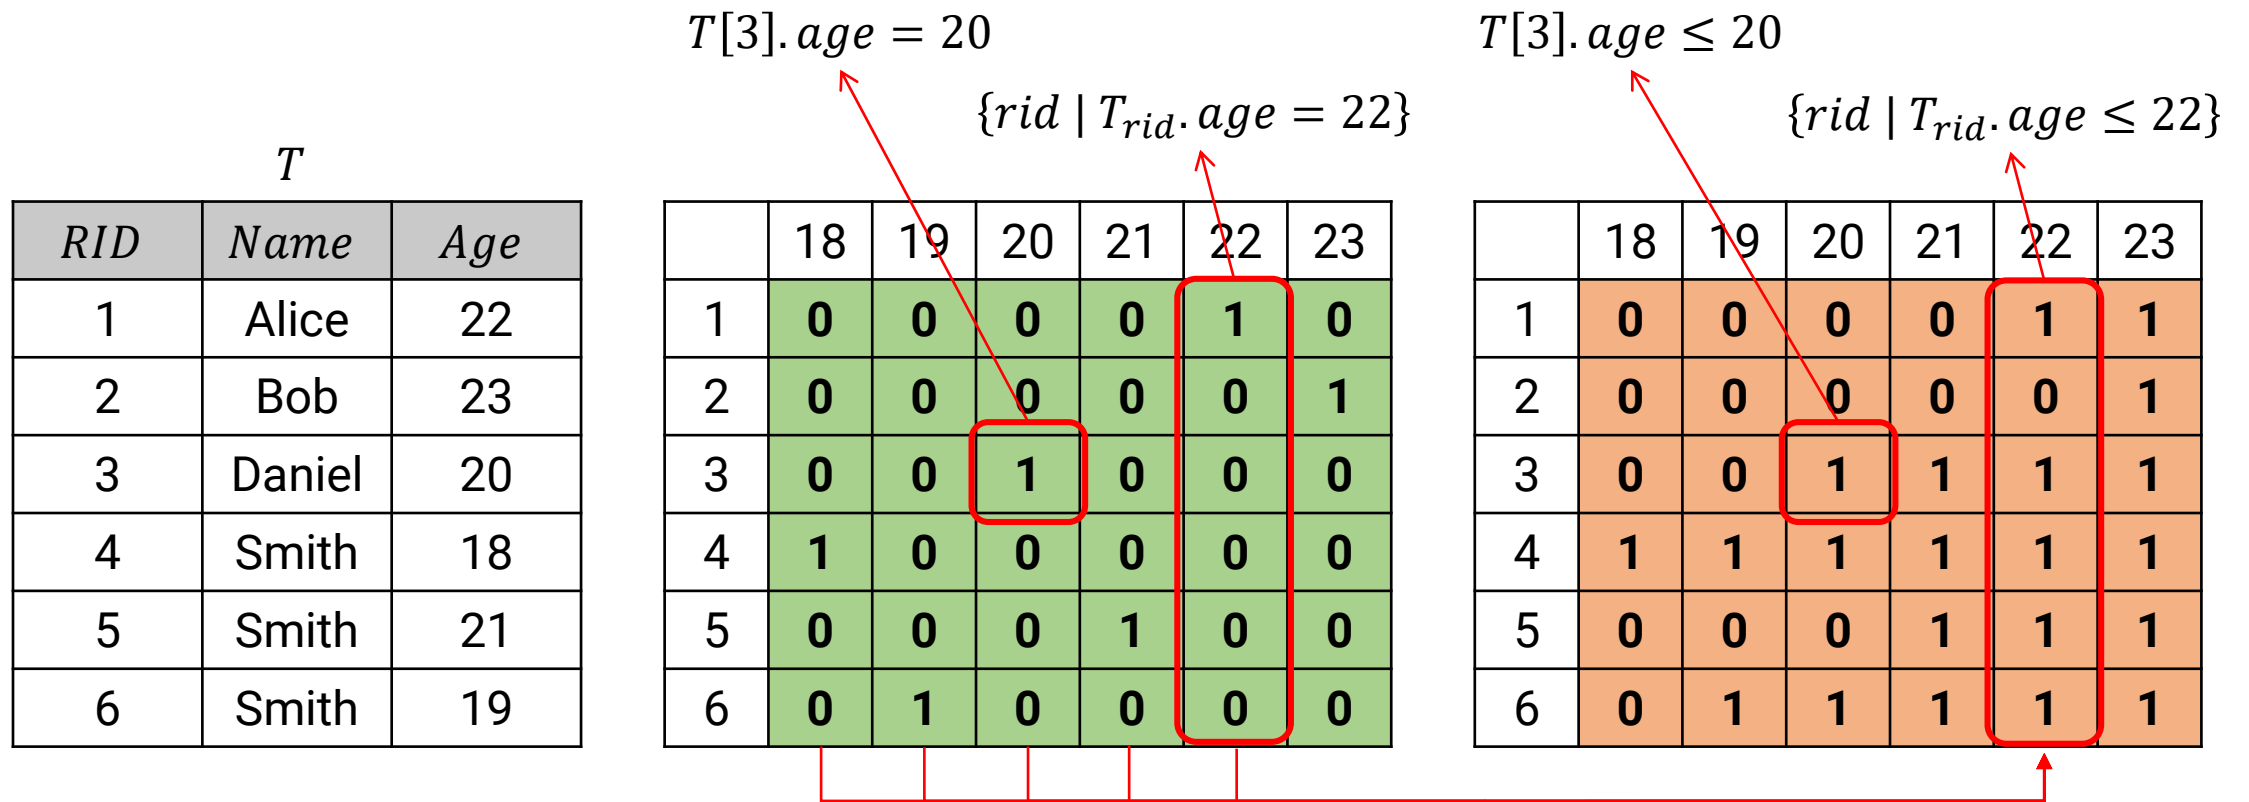 T[3].age = 20
T[3].age ≤ 20
{rid | T_rid.age = 22}
{rid | T_rid.age ≤ 22}
T
RID Name Age
1 Alice 22
2 Bob 23
3 Daniel 20
4 Smith 18
5 Smith 21
6 Smith 19
18 19 20 21 22 23
1 0 0 0 0 1 0
2 0 0 0 0 0 1
3 0 0 1 0 0 0
4 1 0 0 0 0 0
5 0 0 0 1 0 0
6 0 1 0 0 0 0
18 19 20 21 22 23
1 0 0 0 0 1 1
2 0 0 0 0 0 1
3 0 0 1 1 1 1
4 1 1 1 1 1 1
5 0 0 0 1 1 1
6 0 1 1 1 1 1